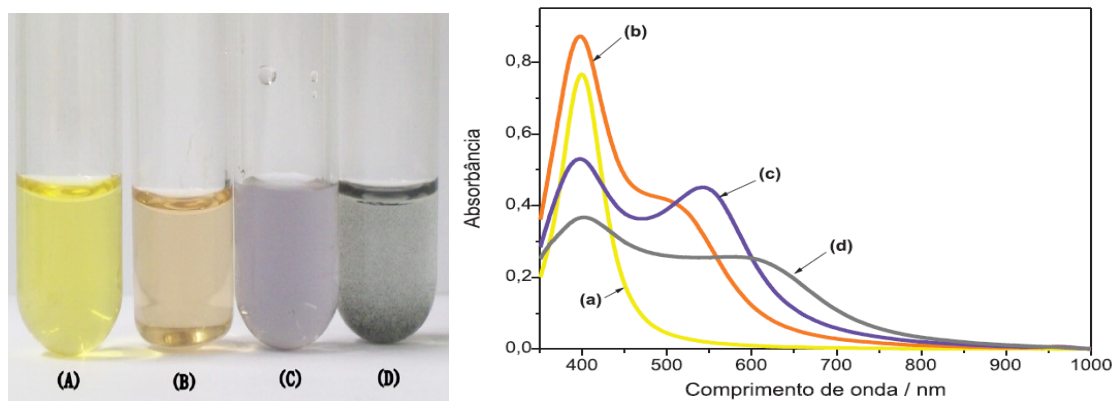 (A) (B) (C) (D)
Absorbância
0,8
0,6
0,4
0,2
0,0
(b)
(c)
(d)
(a)
400 500 600 700 800 900 1000
Comprimento de onda / nm